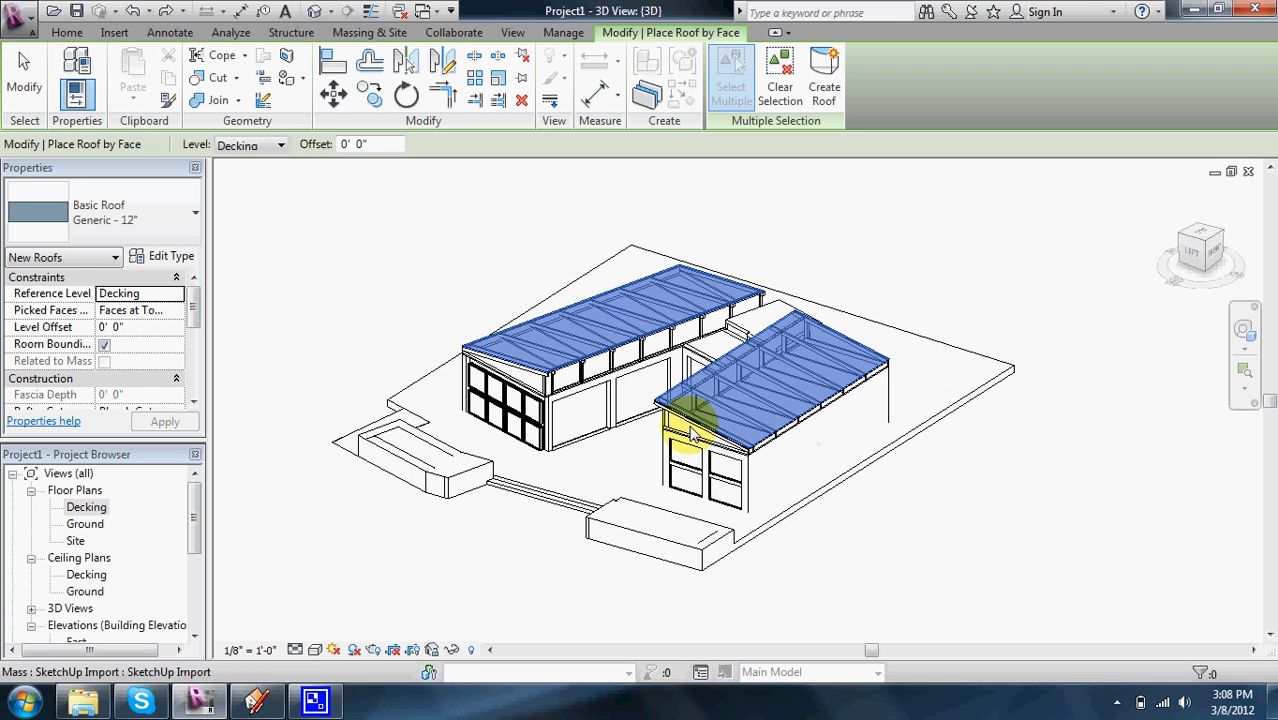 Project1 - 3D View: {3D}
Type a keyword or phrase
Sign In
Home Insert Annotate Analyze Structure Massing & Site Collaborate View Manage Modify | Place Roof by Face
Modify
Properties
Paste
Cope
Cut
Join
Select
Multiple
Clear
Selection
Create
Roof
Select Properties Clipboard Geometry Modify View Measure Create Multiple Selection
Modify | Place Roof by Face Level: Decking Offset: 0' 0"
Properties
Basic Roof
Generic - 12"
New Roofs Edit Type
Constraints
Reference Level Decking
Picked Faces ... Faces at To...
Level Offset 0' 0"
Room Boundi...
Related to Mass
Construction
Fascia Depth 0' 0"
Properties help Apply
Project1 - Project Browser
Views (all)
Floor Plans
Decking
Ground
Site
Ceiling Plans
Decking
Ground
3D Views
Elevations (Building Elevatio
East
LEFT
1/8" = 1'-0"
Mass : SketchUp Import : SketchUp Import
:0
Main Model
:0
3:08 PM
3/8/2012